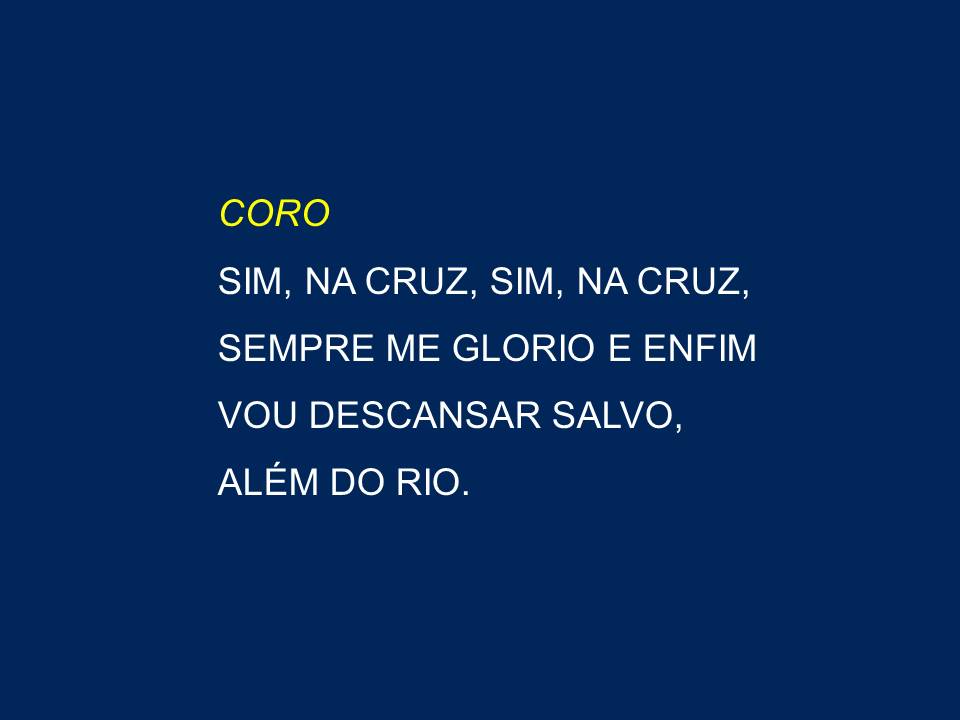 CORO
SIM, NA CRUZ, SIM, NA CRUZ,
SEMPRE ME GLORIO E ENFIM
VOU DESCANSAR SALVO,
ALÉM DO RIO.